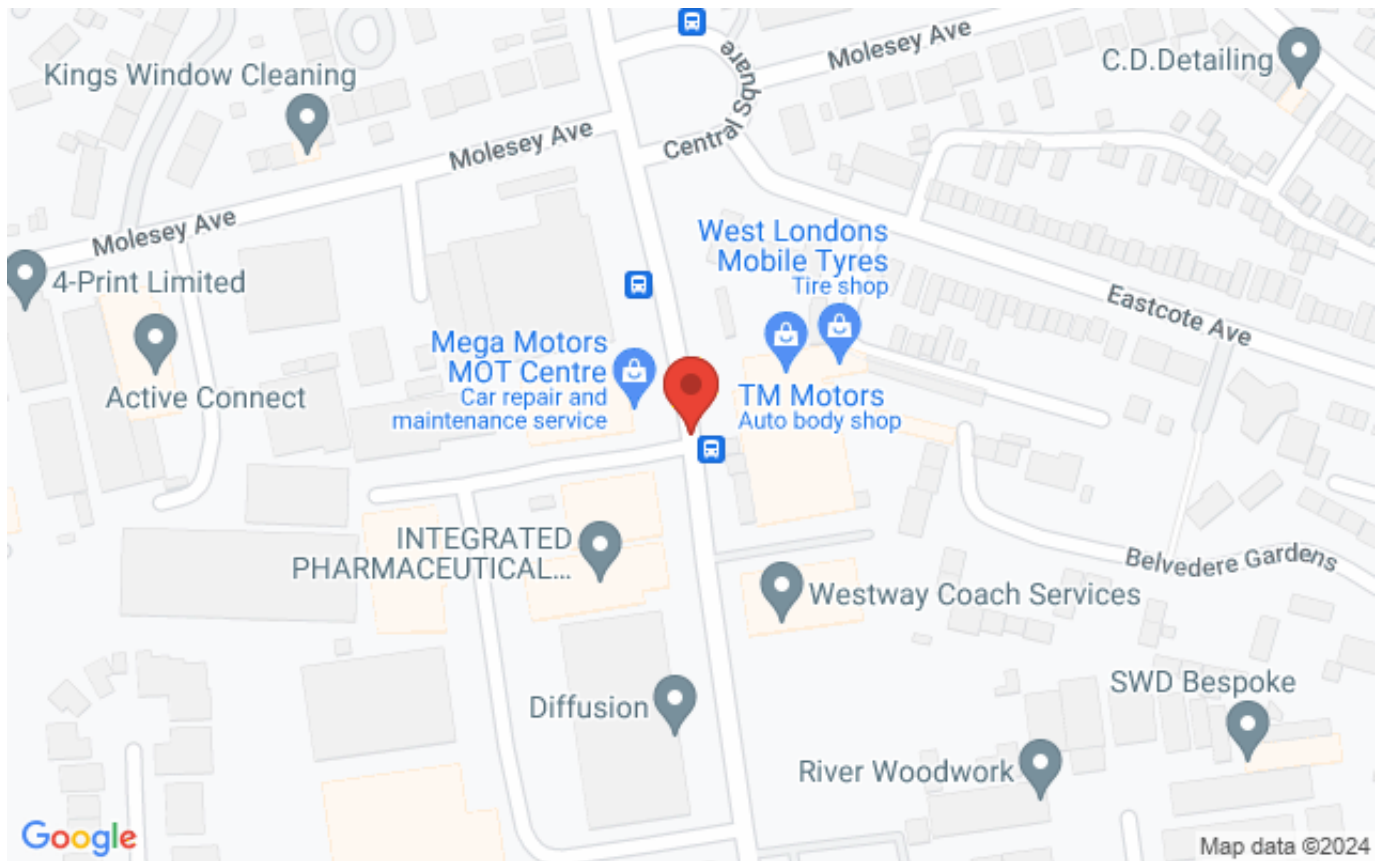 Molesey Ave
Kings Window Cleaning
C.D.Detailing
Central Square
Molesey Ave
Molesey Ave
West Londons
Mobile Tyres
Tire shop
4-Print Limited
Eastcote Ave
Mega Motors
MOT Centre
Car repair and
maintenance service
Active Connect
TM Motors
Auto body shop
INTEGRATED
PHARMACEUTICAL...
Belvedere Gardens
Westway Coach Services
SWD Bespoke
Diffusion
River Woodwork
Google
Map data ©2024